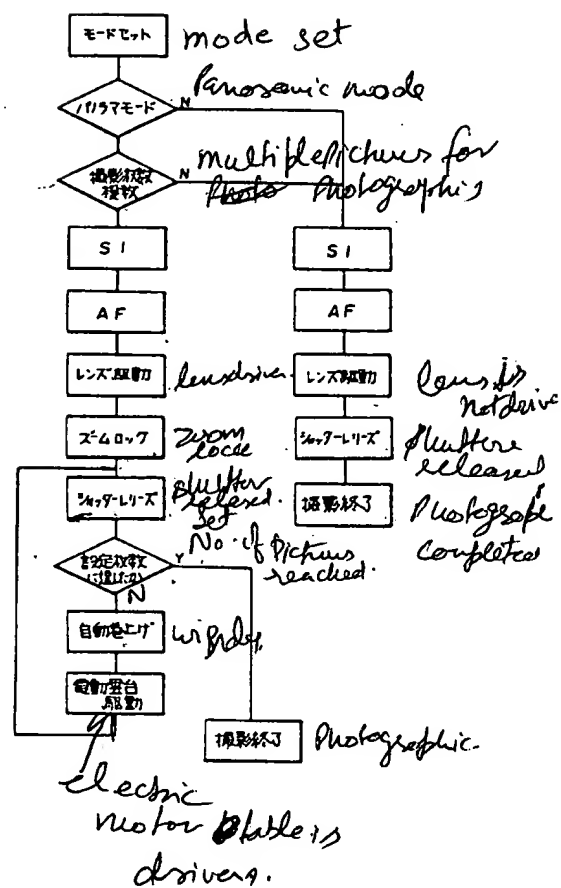 モードセット
mode set
パノラマモード
N
Panoramic mode
撮影枚数
複数
N
multiple Pictures for
Photo Photographis
S1
S1
AF
AF
レンズ駆動
lensdriver.
レンズ駆動
lens is
not drive
ズームロック
zoom
lock
シャッターレリーズ
Shutter
released
シャッターレリーズ
Shutter
released.
set
No. of Pictures
reached.
撮影終了
Photograph
completed
設定枚数
に達したか
Y
N
自動巻上げ
電動雲台
駆動
撮影終了
Photographic.
electric
motor table is
drivers.